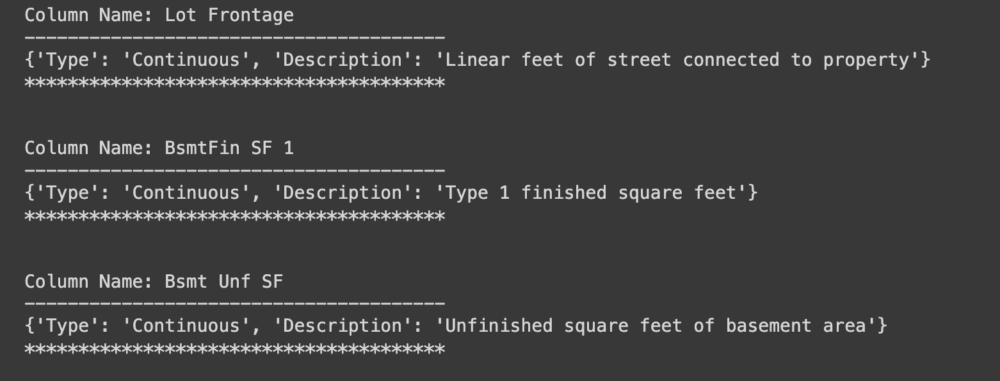 Column Name: Lot Frontage
---------------------------------------
{'Type': 'Continuous', 'Description': 'Linear feet of street connected to property'}
***************************************
Column Name: BsmtFin SF 1
---------------------------------------
{'Type': 'Continuous', 'Description': 'Type 1 finished square feet'}
***************************************
Column Name: Bsmt Unf SF
---------------------------------------
{'Type': 'Continuous', 'Description': 'Unfinished square feet of basement area'}
***************************************